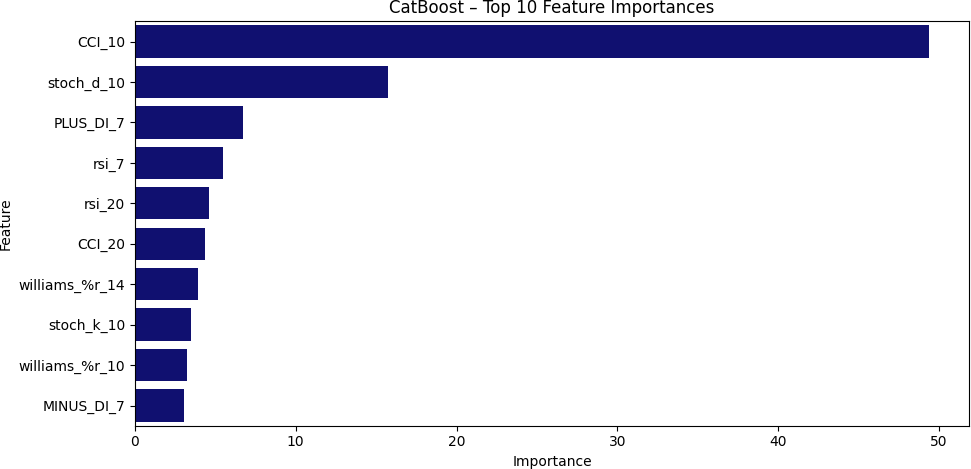 CatBoost – Top 10 Feature Importances
Feature
CCI_10
stoch_d_10
PLUS_DI_7
rsi_7
rsi_20
CCI_20
williams_%r_14
stoch_k_10
williams_%r_10
MINUS_DI_7
0 10 20 30 40 50
Importance